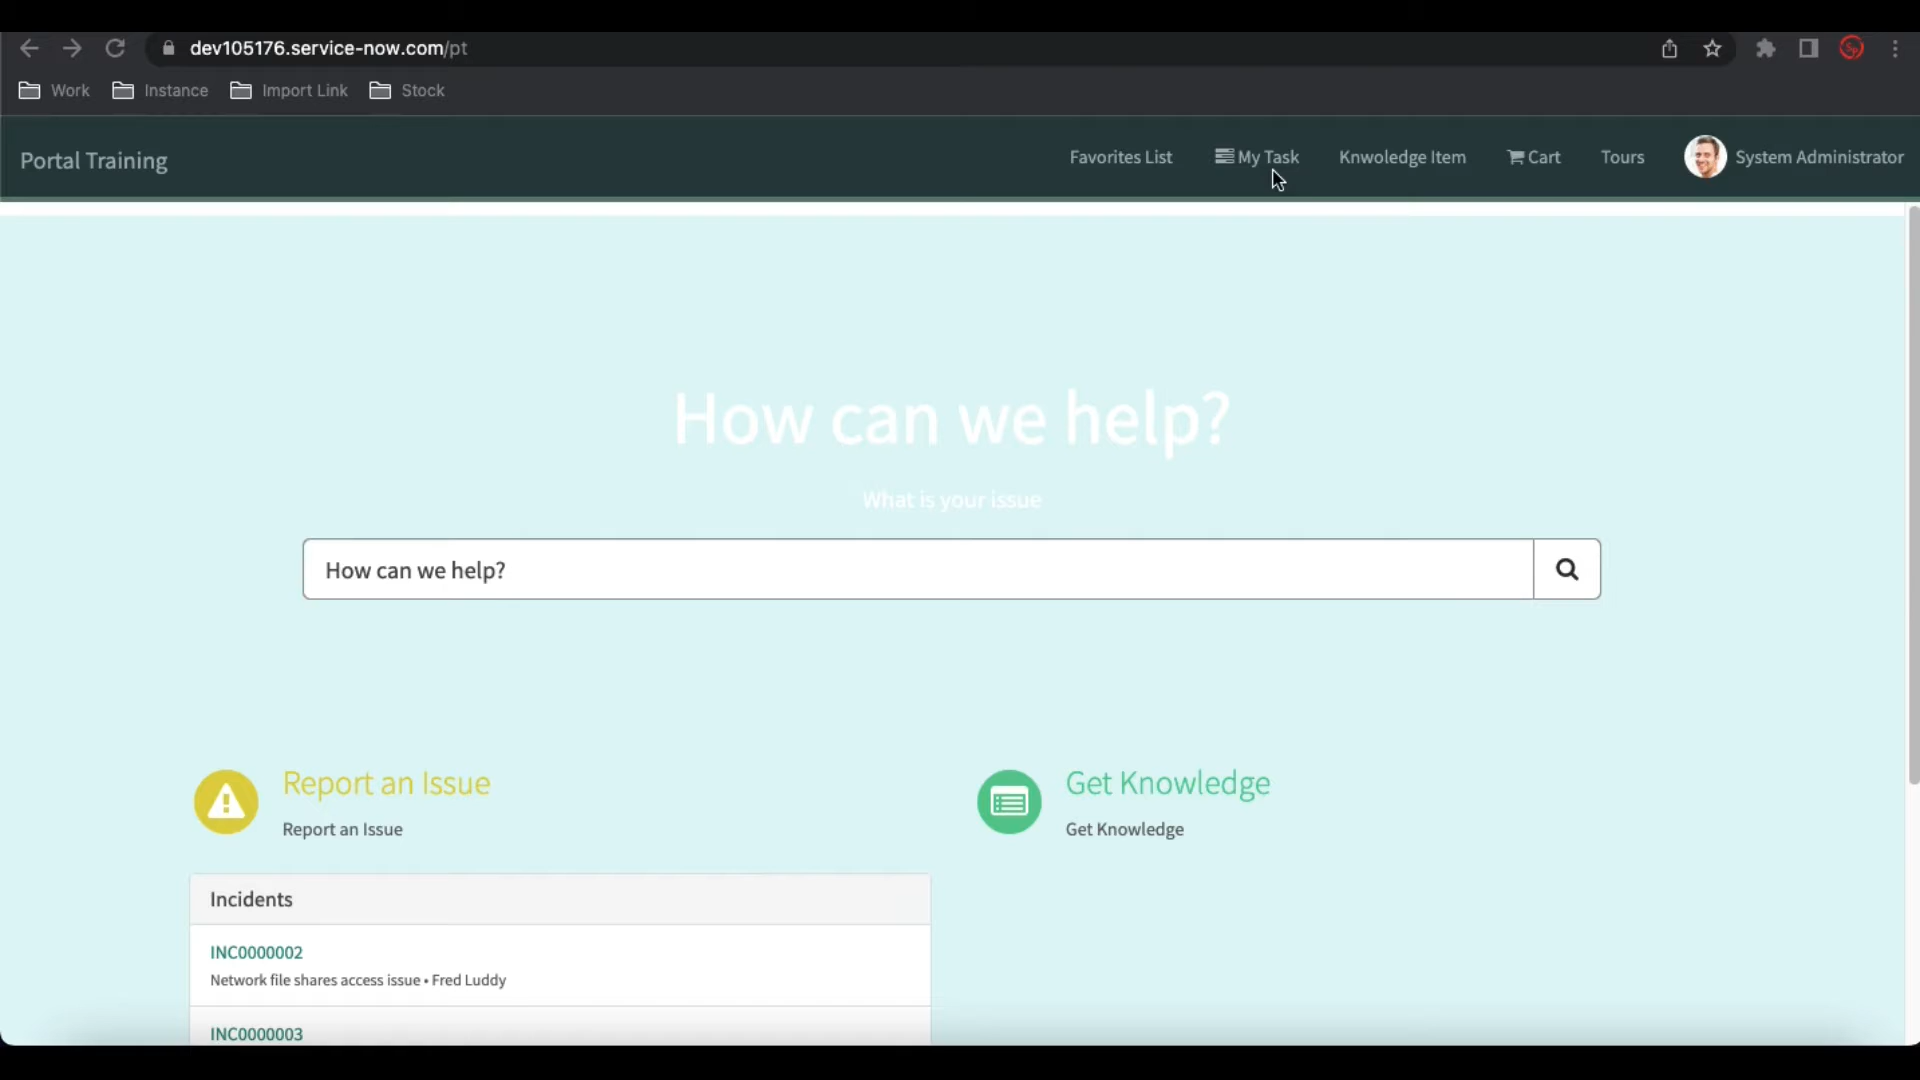 dev105176.service-now.com/pt
Work Instance Import Link Stock
Portal Training Favorites List My Task Knwoledge Item Cart Tours System Administrator
How can we help?
What is your issue
How can we help?
Report an Issue
Report an Issue
Get Knowledge
Get Knowledge
Incidents
INC0000002
Network file shares access issue • Fred Luddy
INC0000003